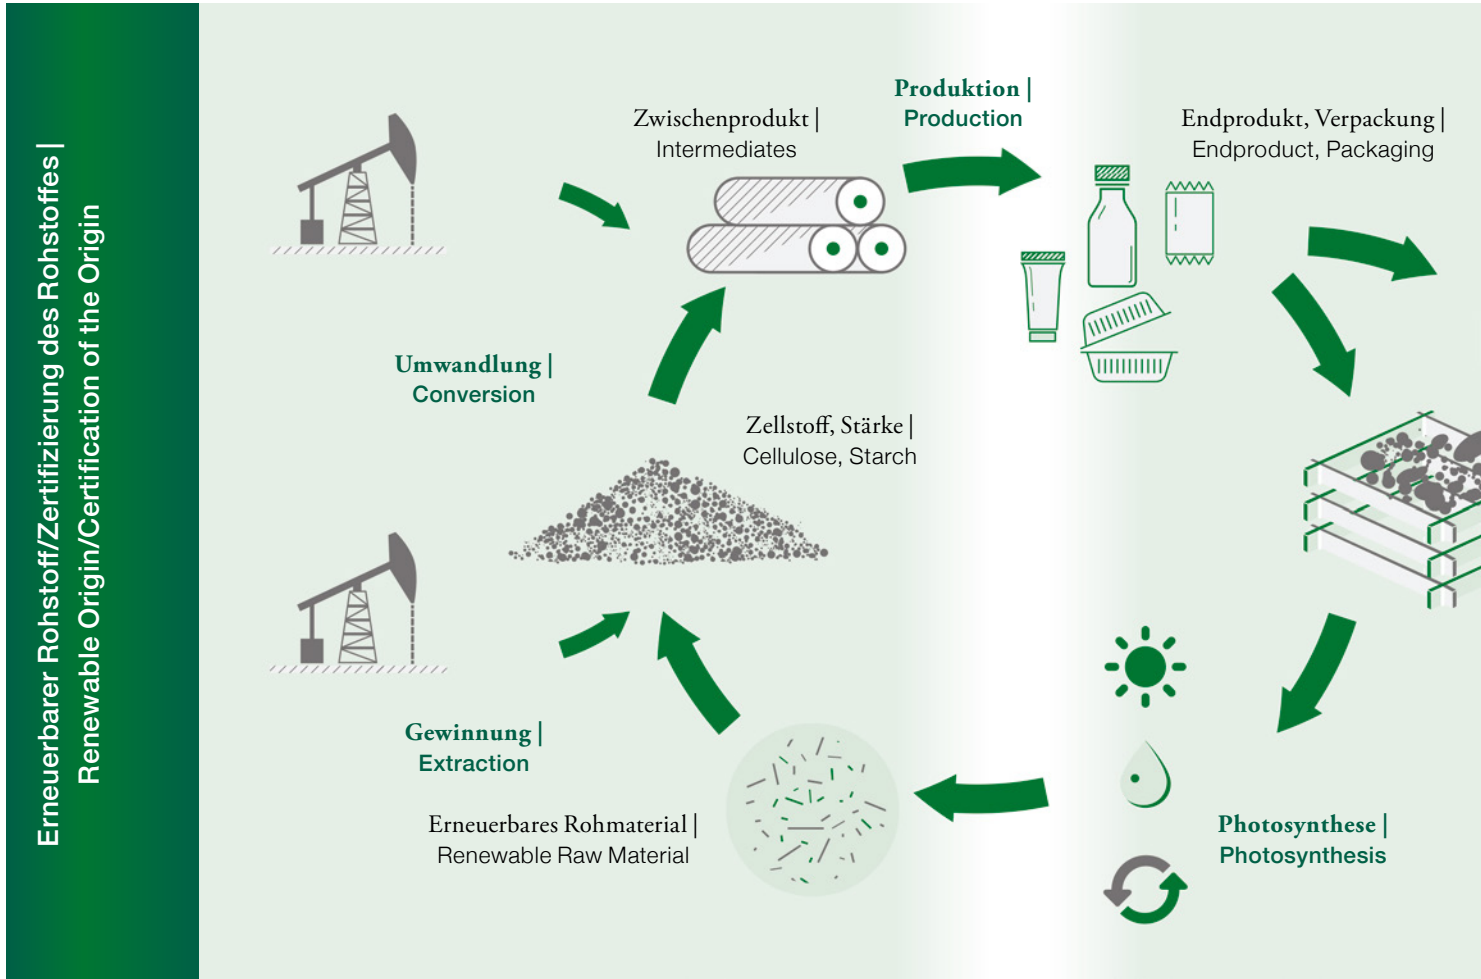 Erneuerbarer Rohstoff/Zertifizierung des Rohstoffes|
Renewable Origin/Certification of the Origin
Produktion |
Production
Zwischenprodukt |
Intermediates
Endprodukt, Verpackung |
Endproduct, Packaging
Umwandlung |
Conversion
Zellstoff, Stärke |
Cellulose, Starch
Gewinnung |
Extraction
Erneuerbares Rohmaterial |
Renewable Raw Material
Photosynthese |
Photosynthesis